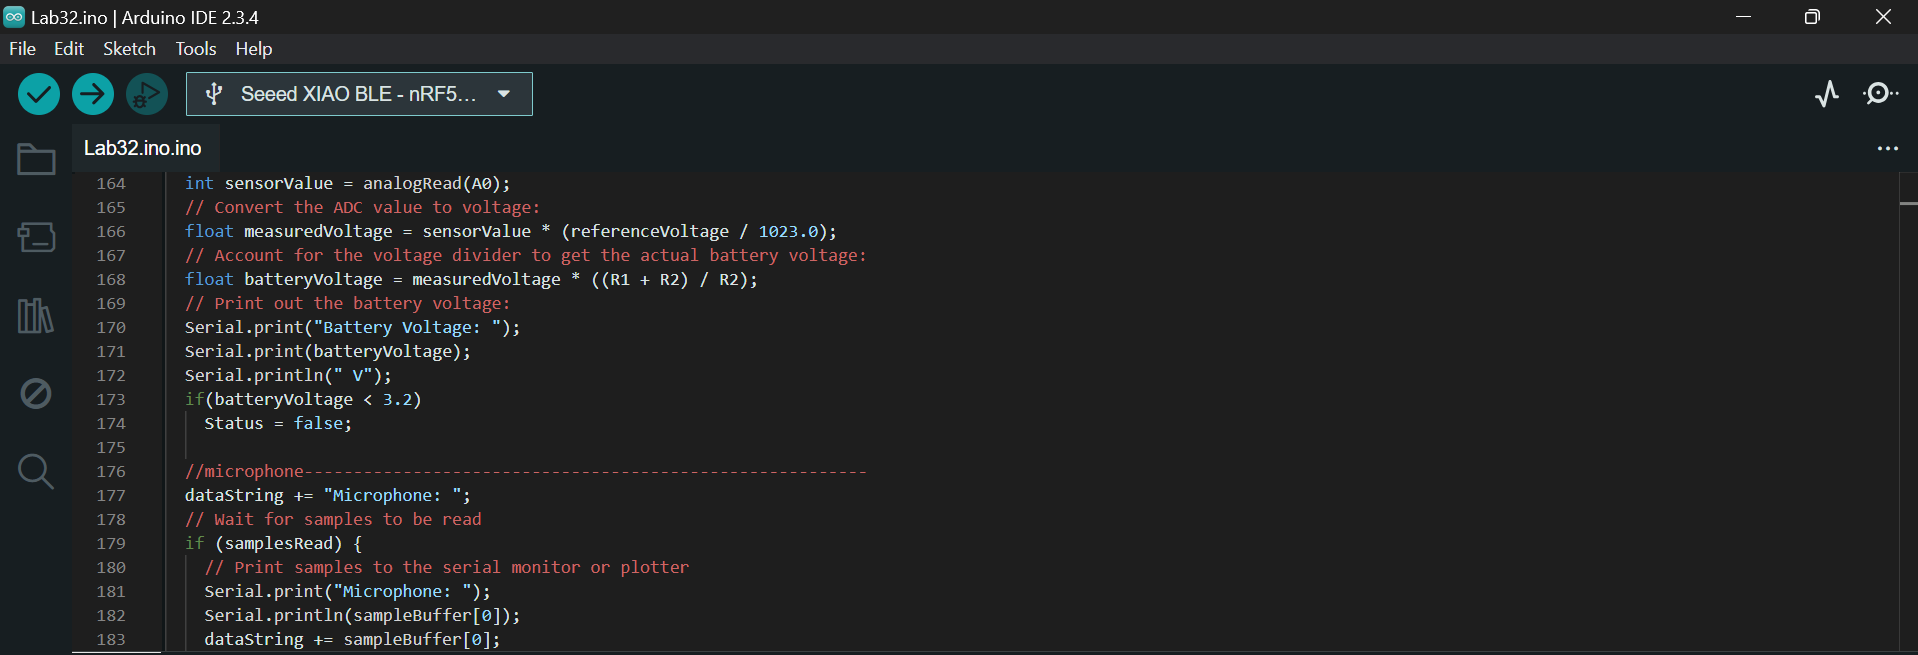 Lab32.ino | Arduino IDE 2.3.4
File Edit Sketch Tools Help
Seeed XIAO BLE - nRF5...
Lab32.ino.ino
164 int sensorValue = analogRead(A0);
165 // Convert the ADC value to voltage:
166 float measuredVoltage = sensorValue * (referenceVoltage / 1023.0);
167 // Account for the voltage divider to get the actual battery voltage:
168 float batteryVoltage = measuredVoltage * ((R1 + R2) / R2);
169 // Print out the battery voltage:
170 Serial.print("Battery Voltage: ");
171 Serial.print(batteryVoltage);
172 Serial.println(" V");
173 if(batteryVoltage < 3.2)
174 Status = false;
175
176 //microphone---------------------------------------------------------
177 dataString += "Microphone: ";
178 // Wait for samples to be read
179 if (samplesRead) {
180 // Print samples to the serial monitor or plotter
181 Serial.print("Microphone: ");
182 Serial.println(sampleBuffer[0]);
183 dataString += sampleBuffer[0];